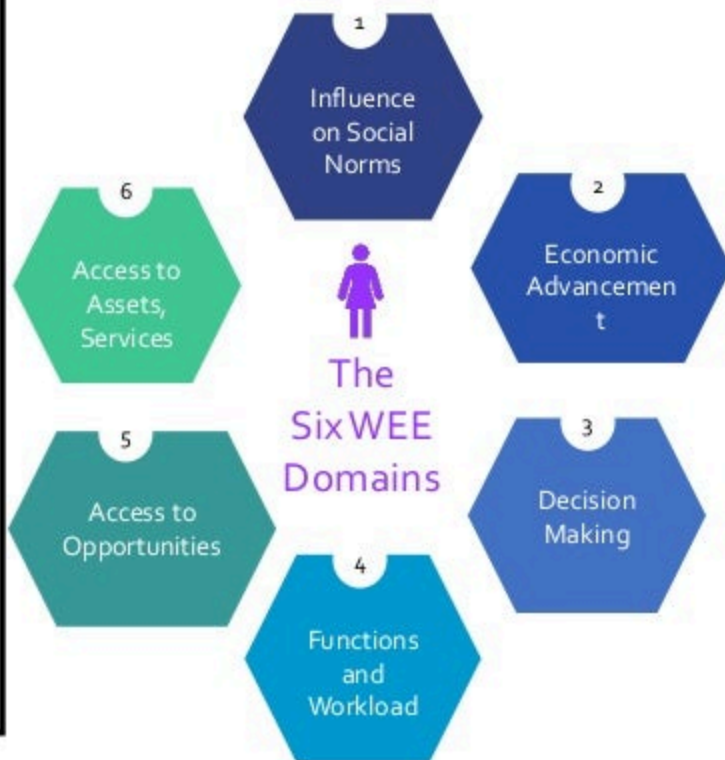 1
Influence
on Social
Norms
2
Economic
Advancemen
t
3
Decision
Making
4
Functions
and
Workload
5
Access to
Opportunities
6
Access to
Assets,
Services
The
Six WEE
Domains